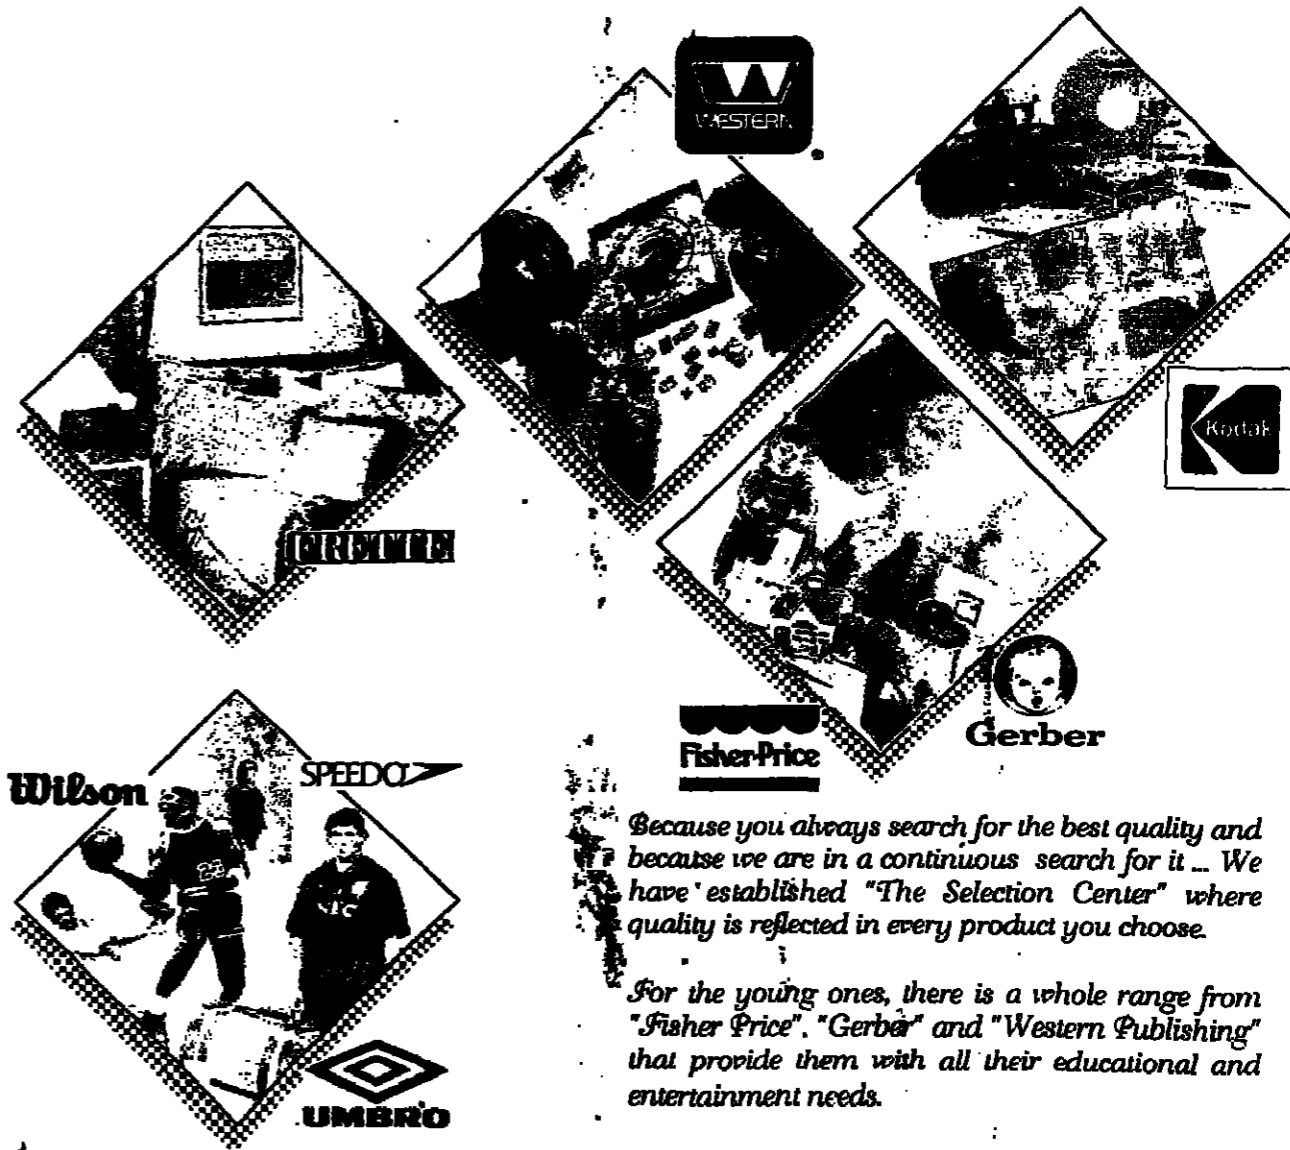 WESTERN
Kodak
Gerber
Fisher-Price
Wilson
SPEEDO
23
UMBRO
Because you always search for the best quality and
because we are in a continuous search for it ... We
have established "The Selection Center" where
quality is reflected in every product you choose.
For the young ones, there is a whole range from
"Fisher Price", "Gerber" and "Western Publishing"
that provide them with all their educational and
entertainment needs.